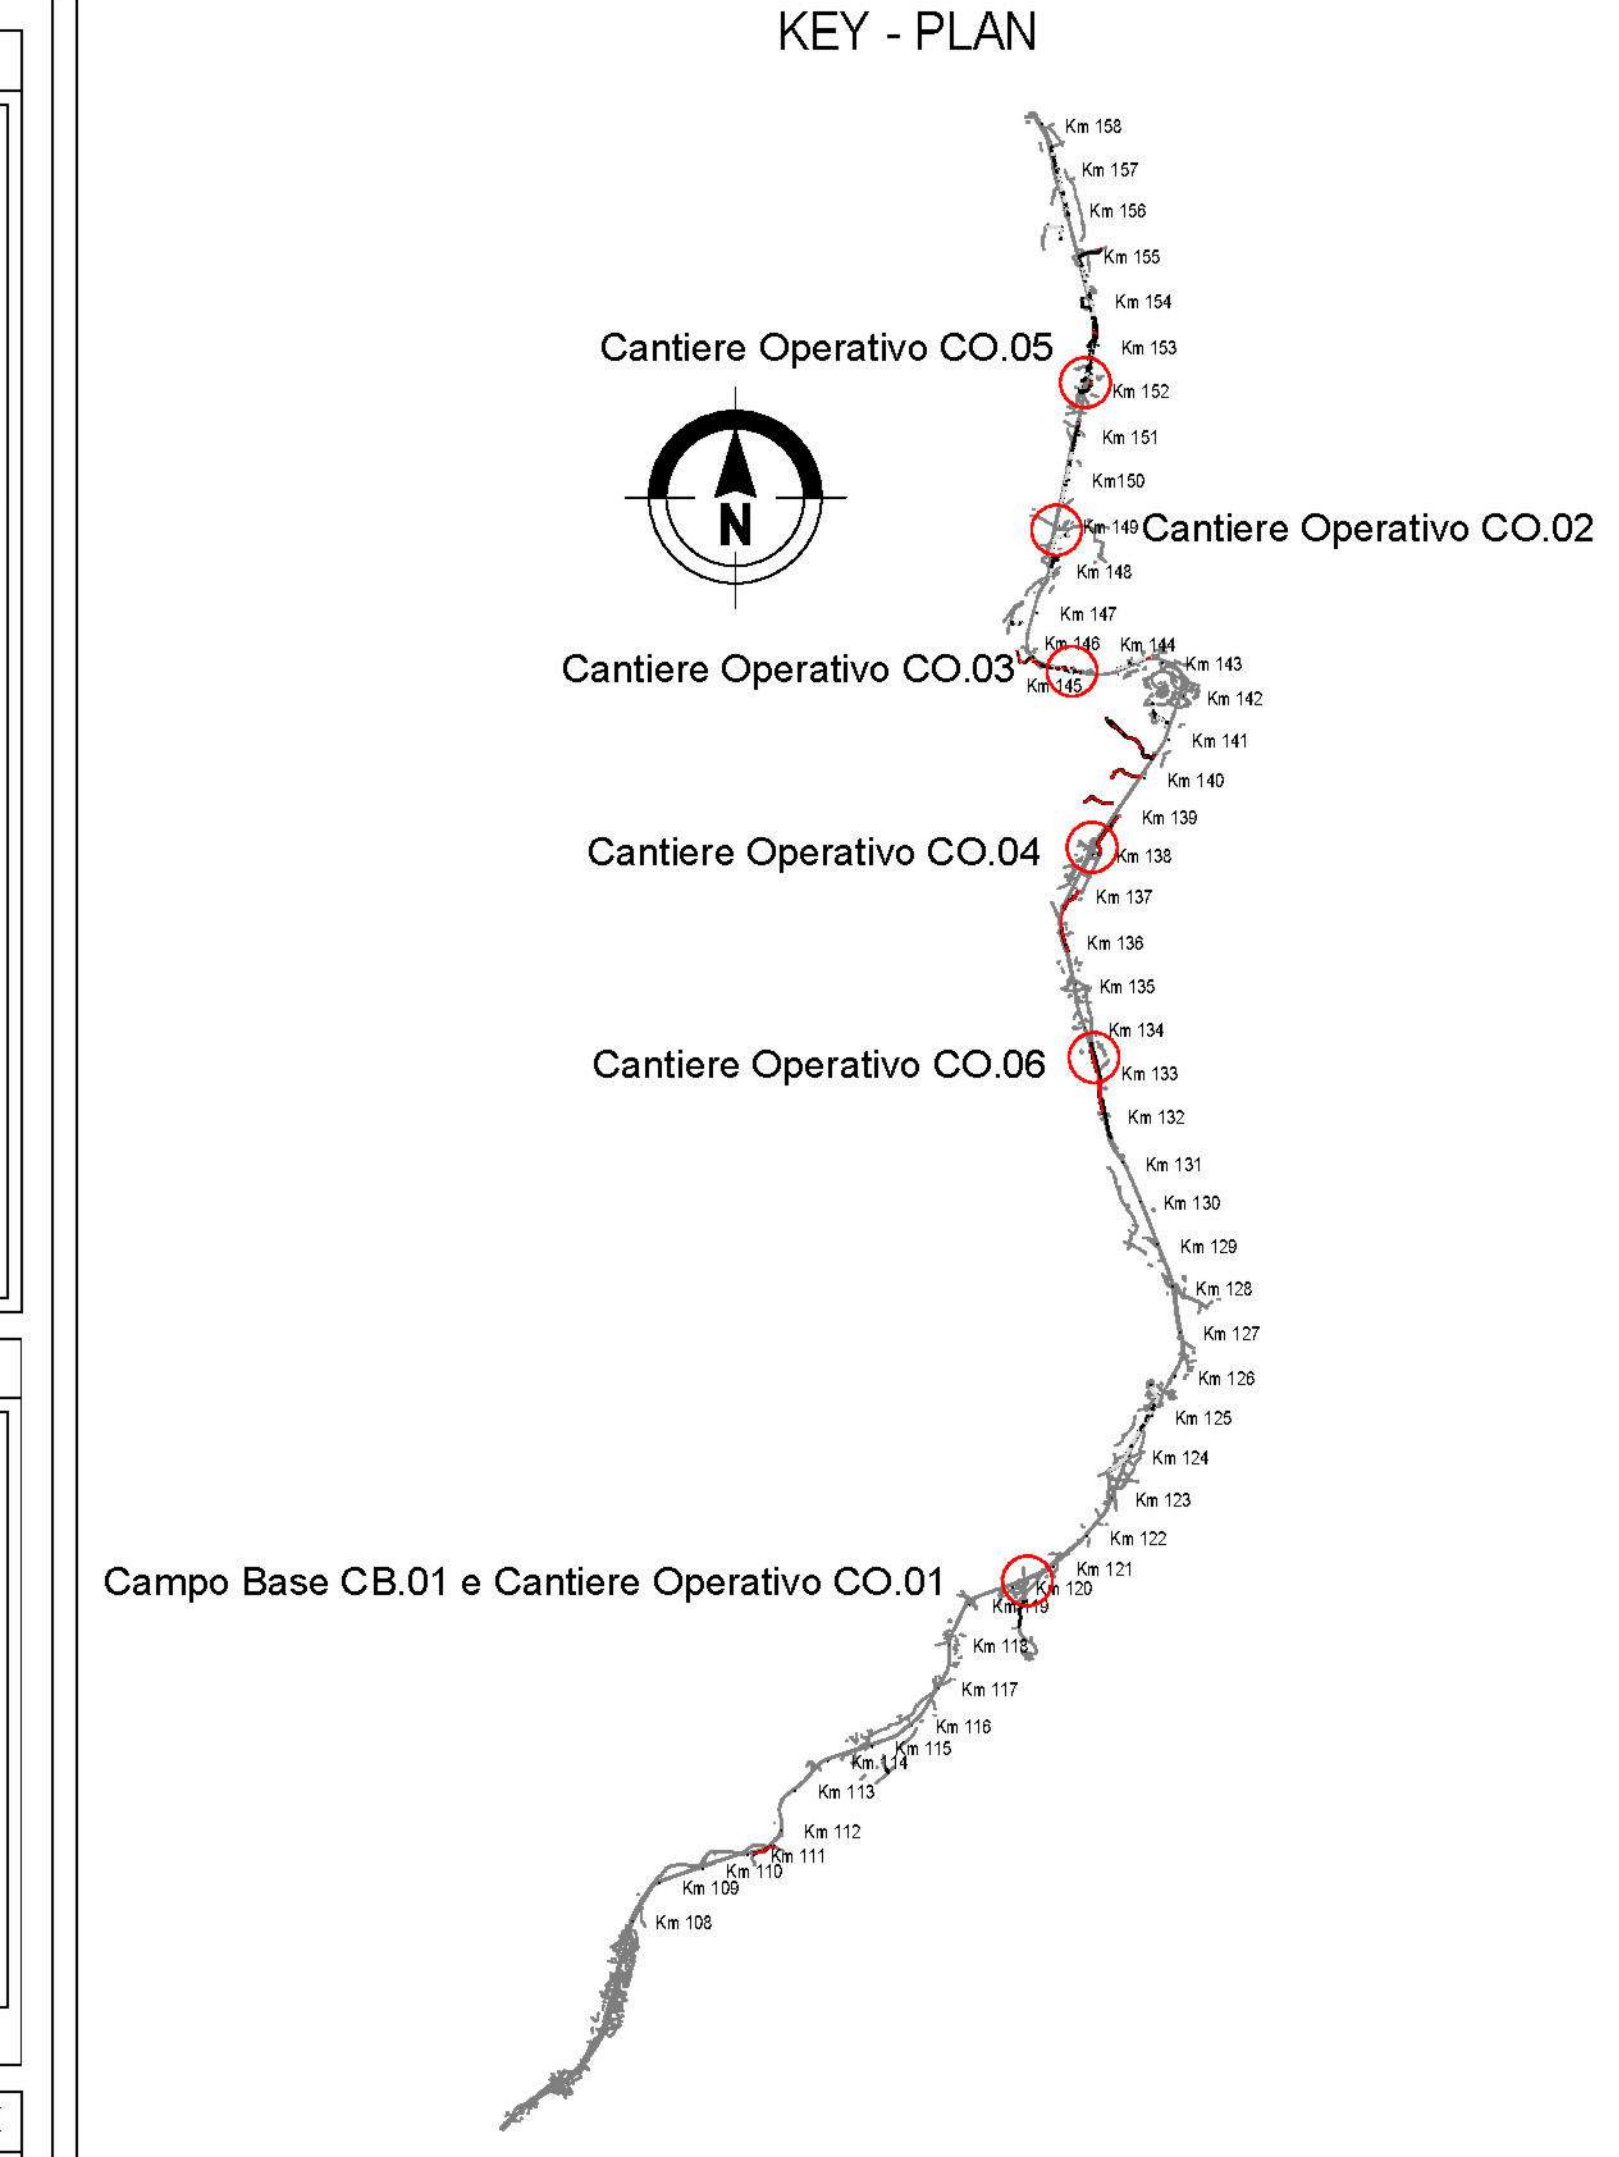 KEY - PLAN
Km 158
Km 157
Km 156
Km 155
Km 154
Cantiere Operativo CO.05
Km 153
Km 152
Km 151
Km150
N
Km 149
Cantiere Operativo CO.02
Km 148
Km 147
Km 146
Km 144
Cantiere Operativo CO.03
Km 143
Km 145
Km 142
Km 141
Km 140
Km 139
Cantiere Operativo CO.04
Km 138
Km 137
Km 136
Km 135
Km 134
Cantiere Operativo CO.06
Km 133
Km 132
Km 131
Km 130
Km 129
Km 128
Km 127
Km 126
Km 125
Km 124
Km 123
Km 122
Km 121
Campo Base CB.01 e Cantiere Operativo CO.01
Km 120
Km 119
Km 118
Km 117
Km 116
Km 115
Km 114
Km 113
Km 112
Km 111
Km 110
Km 109
Km 108